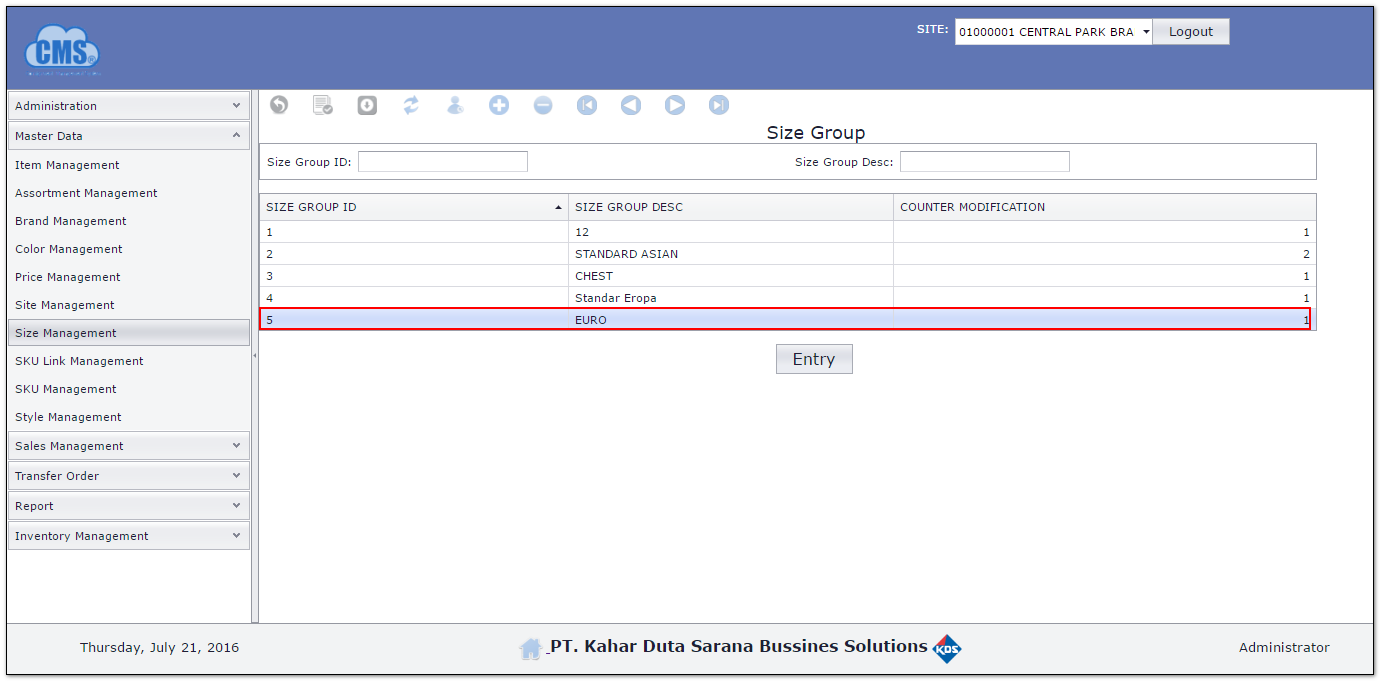 CMS®
SITE: 01000001 CENTRAL PARK BRA Logout
Administration
Master Data
Item Management
Assortment Management
Brand Management
Color Management
Price Management
Site Management
Size Management
SKU Link Management
SKU Management
Style Management
Sales Management
Transfer Order
Report
Inventory Management
Size Group
Size Group ID: Size Group Desc:
SIZE GROUP ID SIZE GROUP DESC COUNTER MODIFICATION
1 12 1
2 STANDARD ASIAN 2
3 CHEST 1
4 Standar Eropa 1
5 EURO 1
Entry
Thursday, July 21, 2016 PT. Kahar Duta Sarana Bussines Solutions KDS Administrator